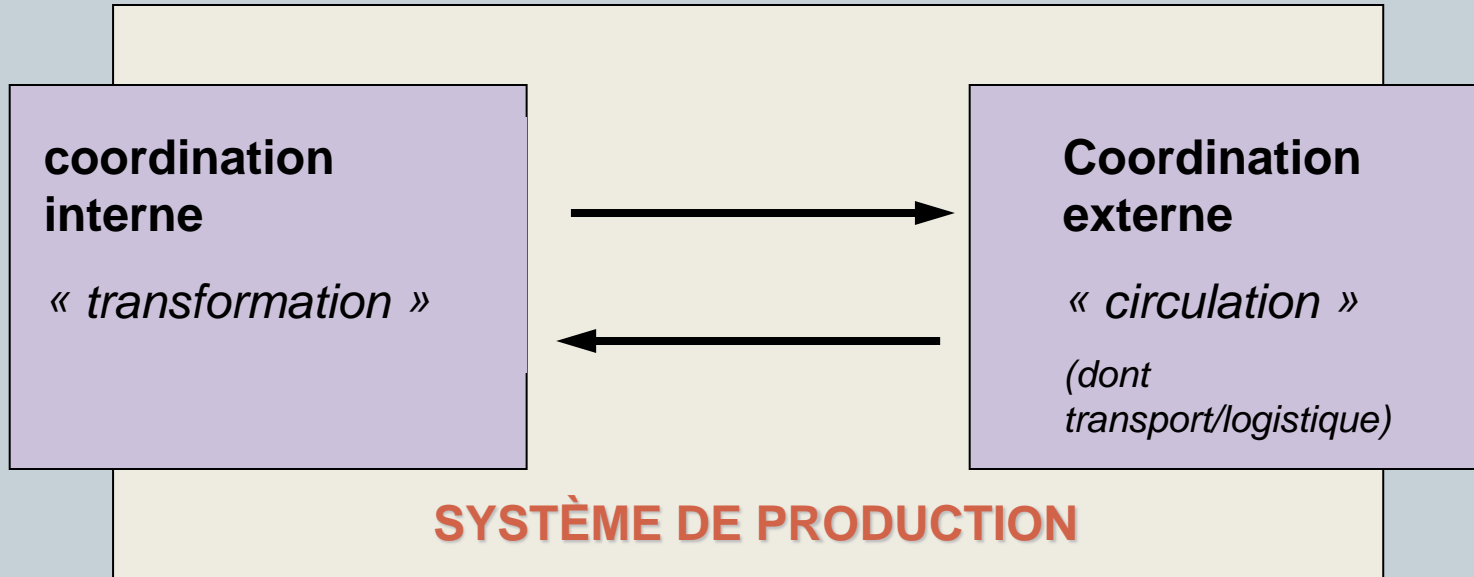 coordination
interne
« transformation »
Coordination
externe
« circulation »
(dont
transport/logistique)
SYSTÈME DE PRODUCTION